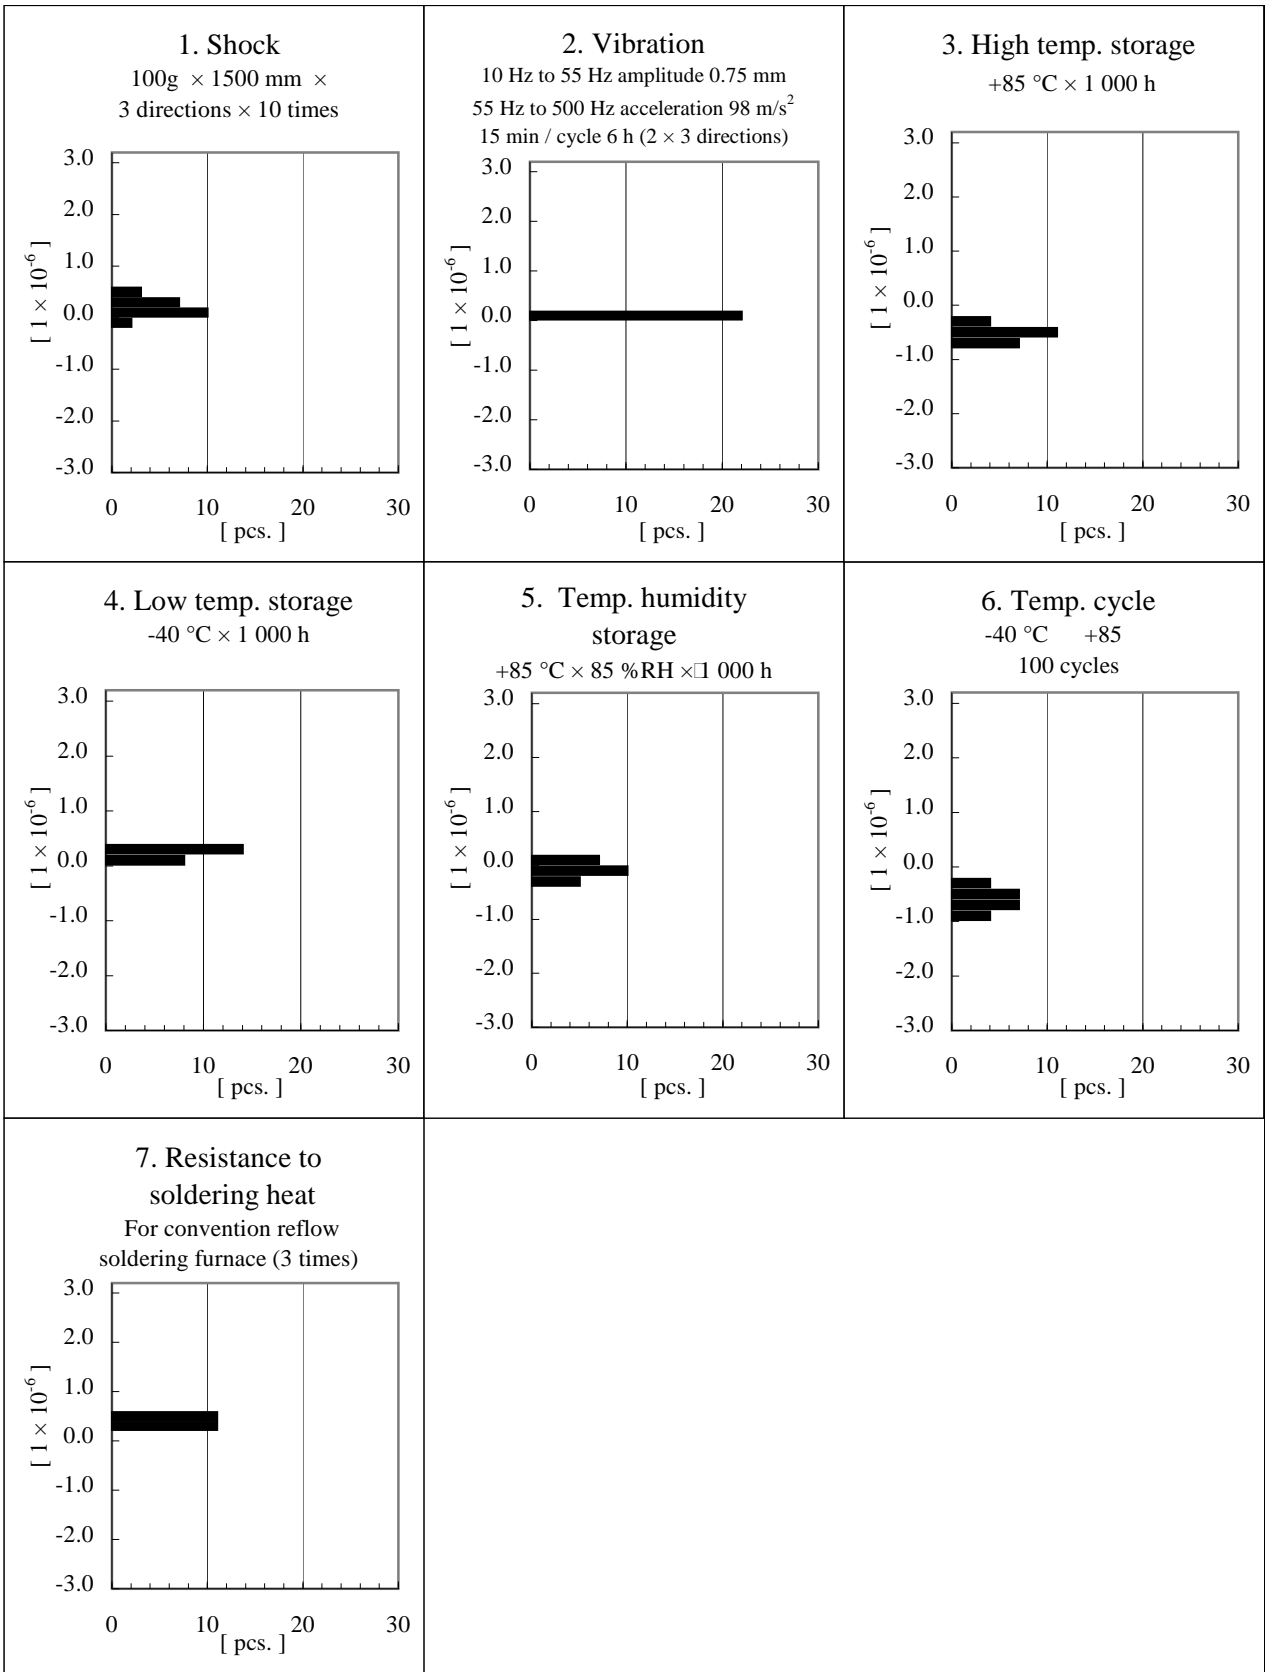 1. Shock
100g × 1500 mm ×
3 directions × 10 times
3.0
2.0
1.0
0.0
-1.0
-2.0
-3.0
[ 1 × 10-6 ]
0 10 20 30
[ pcs. ]
2. Vibration
10 Hz to 55 Hz amplitude 0.75 mm
55 Hz to 500 Hz acceleration 98 m/s2
15 min / cycle 6 h (2 × 3 directions)
3.0
2.0
1.0
0.0
-1.0
-2.0
-3.0
[ 1 × 10-6 ]
0 10 20 30
[ pcs. ]
3. High temp. storage
+85 °C × 1 000 h
3.0
2.0
1.0
0.0
-1.0
-2.0
-3.0
[ 1 × 10-6 ]
0 10 20 30
[ pcs. ]
4. Low temp. storage
-40 °C × 1 000 h
3.0
2.0
1.0
0.0
-1.0
-2.0
-3.0
[ 1 × 10-6 ]
0 10 20 30
[ pcs. ]
5. Temp. humidity
storage
+85 °C × 85 %RH ×□1 000 h
3.0
2.0
1.0
0.0
-1.0
-2.0
-3.0
[ 1 × 10-6 ]
0 10 20 30
[ pcs. ]
6. Temp. cycle
-40 °C +85
100 cycles
3.0
2.0
1.0
0.0
-1.0
-2.0
-3.0
[ 1 × 10-6 ]
0 10 20 30
[ pcs. ]
7. Resistance to
soldering heat
For convention reflow
soldering furnace (3 times)
3.0
2.0
1.0
0.0
-1.0
-2.0
-3.0
[ 1 × 10-6 ]
0 10 20 30
[ pcs. ]